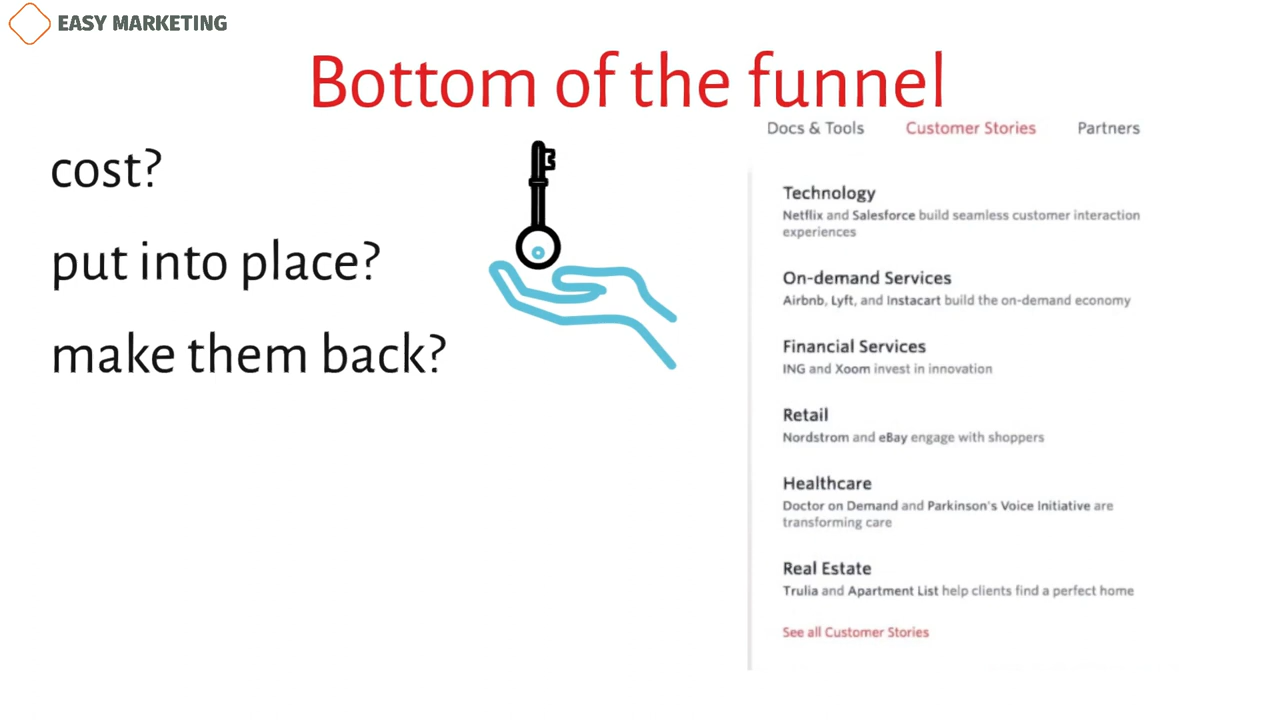 EASY MARKETING
Bottom of the funnel
cost?
put into place?
make them back?
Docs & Tools Customer Stories Partners
Technology
Netflix and Salesforce build seamless customer interaction
experiences
On-demand Services
Airbnb, Lyft, and Instacart build the on-demand economy
Financial Services
ING and Xoom invest in innovation
Retail
Nordstrom and eBay engage with shoppers
Healthcare
Doctor on Demand and Parkinson's Voice Initiative are
transforming care
Real Estate
Trulia and Apartment List help clients find a perfect home
See all Customer Stories